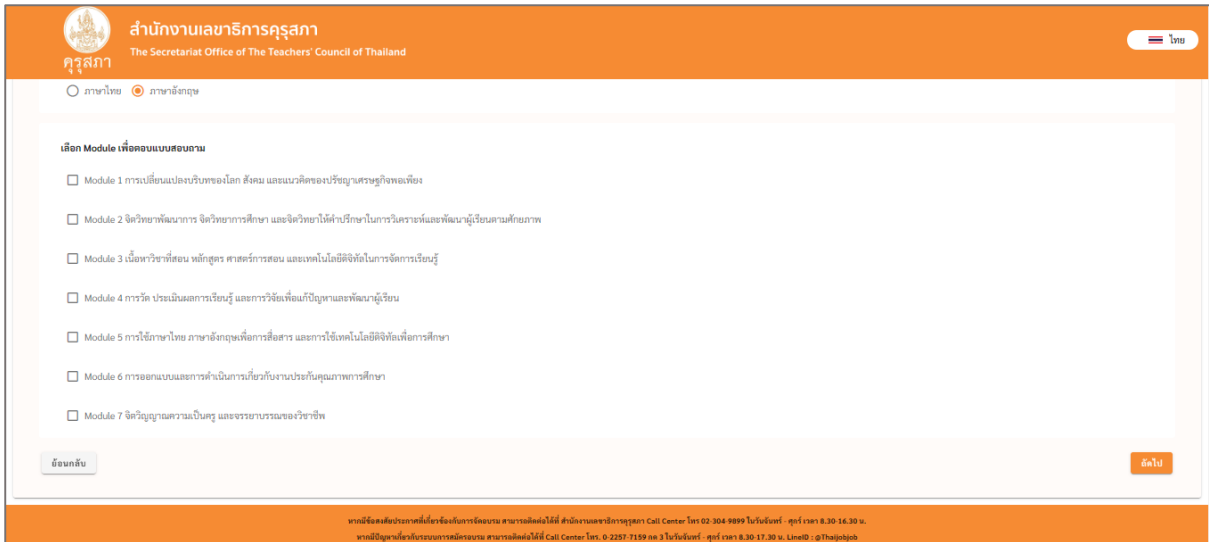 สำนักงานเลขาธิการคุรุสภา
The Secretariat Office of The Teachers' Council of Thailand
คุรุสภา
ไทย
ภาษาไทย ภาษาอังกฤษ
เลือก Module เพื่อตอบแบบสอบถาม
Module 1 การเปลี่ยนแปลงบริบทของโลก สังคม และแนวคิดของปรัชญาเศรษฐกิจพอเพียง
Module 2 จิตวิทยาพัฒนาการ จิตวิทยาการศึกษา และจิตวิทยาให้คำปรึกษาในการวิเคราะห์และพัฒนาผู้เรียนตามศักยภาพ
Module 3 เนื้อหาวิชาที่สอน หลักสูตร ศาสตร์การสอน และเทคโนโลยีดิจิทัลในการจัดการเรียนรู้
Module 4 การวัด ประเมินผลการเรียนรู้ และการวิจัยเพื่อแก้ปัญหาและพัฒนาผู้เรียน
Module 5 การใช้ภาษาไทย ภาษาอังกฤษเพื่อการสื่อสาร และการใช้เทคโนโลยีดิจิทัลเพื่อการศึกษา
Module 6 การออกแบบและการดำเนินการเกี่ยวกับงานประกันคุณภาพการศึกษา
Module 7 จิตวิญญาณความเป็นครู และจรรยาบรรณของวิชาชีพ
ย้อนกลับ
ถัดไป
หากมีข้อสงสัยประกาศที่เกี่ยวข้องกับการจัดอบรม สามารถติดต่อได้ที่ สำนักงานเลขาธิการคุรุสภา Call Center โทร 02-304-9899 ในวันจันทร์ - ศุกร์ เวลา 8.30-16.30 น.
หากมีปัญหาเกี่ยวกับระบบการสมัครอบรม สามารถติดต่อได้ที่ Call Center โทร. 0-2257-7159 กด 3 ในวันจันทร์ - ศุกร์ เวลา 8.30-17.30 น. LineID : @Thaijobjob